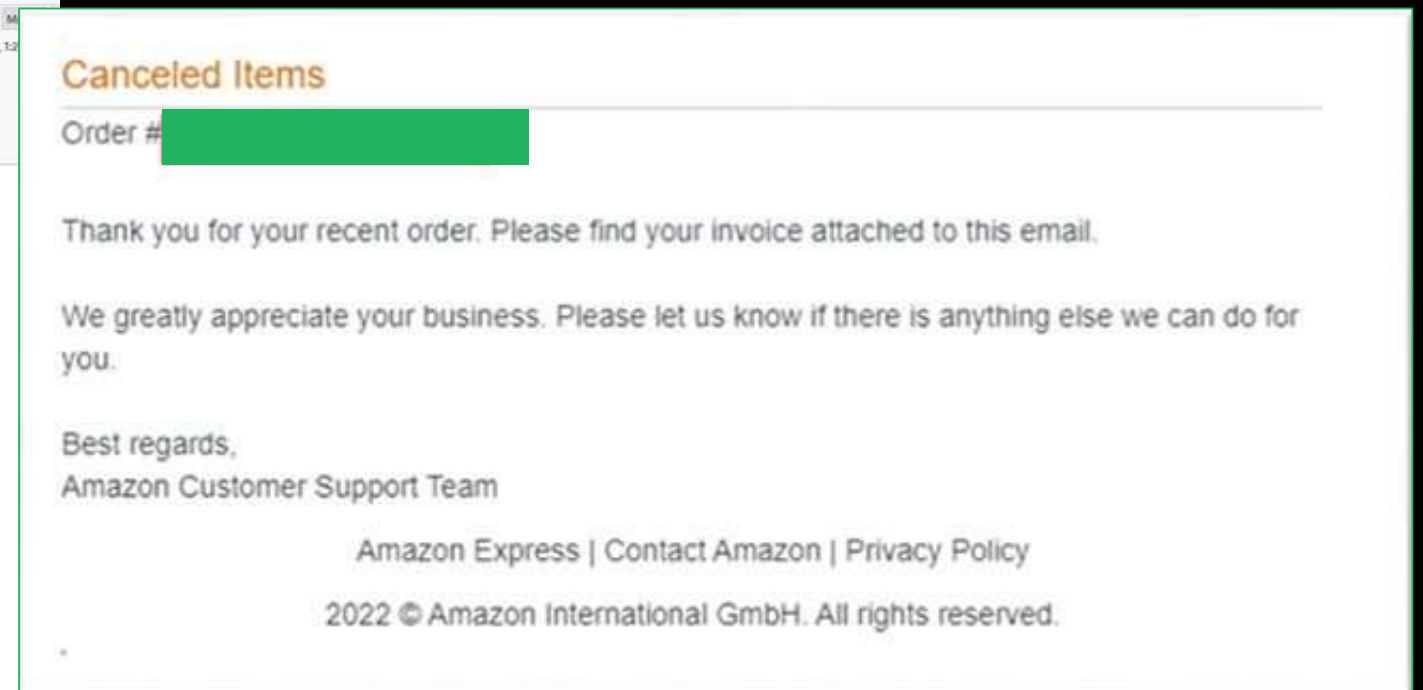 Canceled Items
Order #
Thank you for your recent order. Please find your invoice attached to this email.
We greatly appreciate your business. Please let us know if there is anything else we can do for
you.
Best regards,
Amazon Customer Support Team
Amazon Express | Contact Amazon | Privacy Policy
2022 © Amazon International GmbH. All rights reserved.